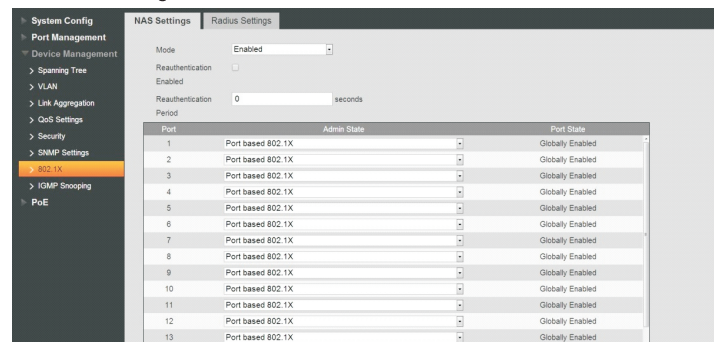 System Config
Port Management
Device Management
Spanning Tree
VLAN
Link Aggregation
QoS Settings
Security
SNMP Settings
802.1X
IGMP Snooping
PoE
NAS Settings Radius Settings
Mode Enabled
Reauthentication Enabled
Reauthentication Period 0 seconds
Port Admin State Port State
1 Port based 802.1X Globally Enabled
2 Port based 802.1X Globally Enabled
3 Port based 802.1X Globally Enabled
4 Port based 802.1X Globally Enabled
5 Port based 802.1X Globally Enabled
6 Port based 802.1X Globally Enabled
7 Port based 802.1X Globally Enabled
8 Port based 802.1X Globally Enabled
9 Port based 802.1X Globally Enabled
10 Port based 802.1X Globally Enabled
11 Port based 802.1X Globally Enabled
12 Port based 802.1X Globally Enabled
13 Port based 802.1X Globally Enabled